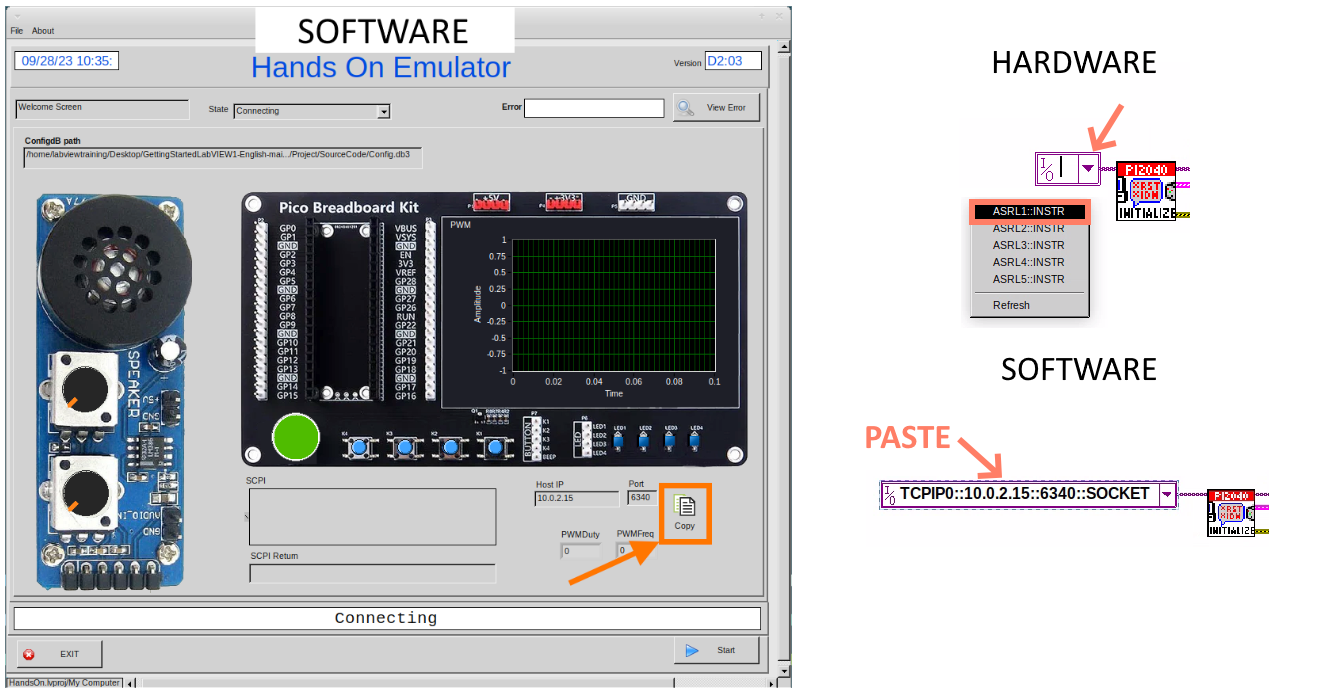 SOFTWARE
File About
09/28/23 10:35:
Hands On Emulator
Version D2:03
Welcome Screen
State Connecting
Error
View Error
ConfigdB path
/home/labviewtraining/Desktop/GettingStartedLabVIEW1-English-mai.../Project/SourceCode/Config.db3
SPEAKER
+5V
GND
AUDIO_IN
GND
Pico Breadboard Kit
+5V
+3V3
GND
GP0
GP1
GND
GP2
GP3
GP4
GP5
GND
GP6
GP7
GP8
GP9
GND
GP10
GP11
GP12
GP13
GND
GP14
GP15
VBUS
VSYS
GND
EN
3V3
VREF
GP28
GND
GP27
GP26
RUN
GP22
GND
GP21
GP20
GP19
GP18
GND
GP17
GP16
PWM
Amplitude
1
0.75
0.5
0.25
0
-0.25
-0.5
-0.75
-1
0 0.02 0.04 0.06 0.08 0.1
Time
K4 K3 K2 K1
P7
BUTTON
K1
K2
K3
K4
BEEP
P6
LED
LED1
LED2
LED3
LED4
LED1 LED2 LED3 LED4
SCPI
SCPI Return
Host IP
10.0.2.15
Port
6340
Copy
PWMDuty
0
PWMFreq
0
Connecting
EXIT
Start
HandsOn.lvproj/My Computer
HARDWARE
I/O
PI2040
*RST
*IDN
INITIALIZE
ASRL1::INSTR
ASRL2::INSTR
ASRL3::INSTR
ASRL4::INSTR
ASRL5::INSTR
Refresh
SOFTWARE
PASTE
I/O TCPIP0::10.0.2.15::6340::SOCKET
PI2040
*RST
*IDN
INITIALIZE